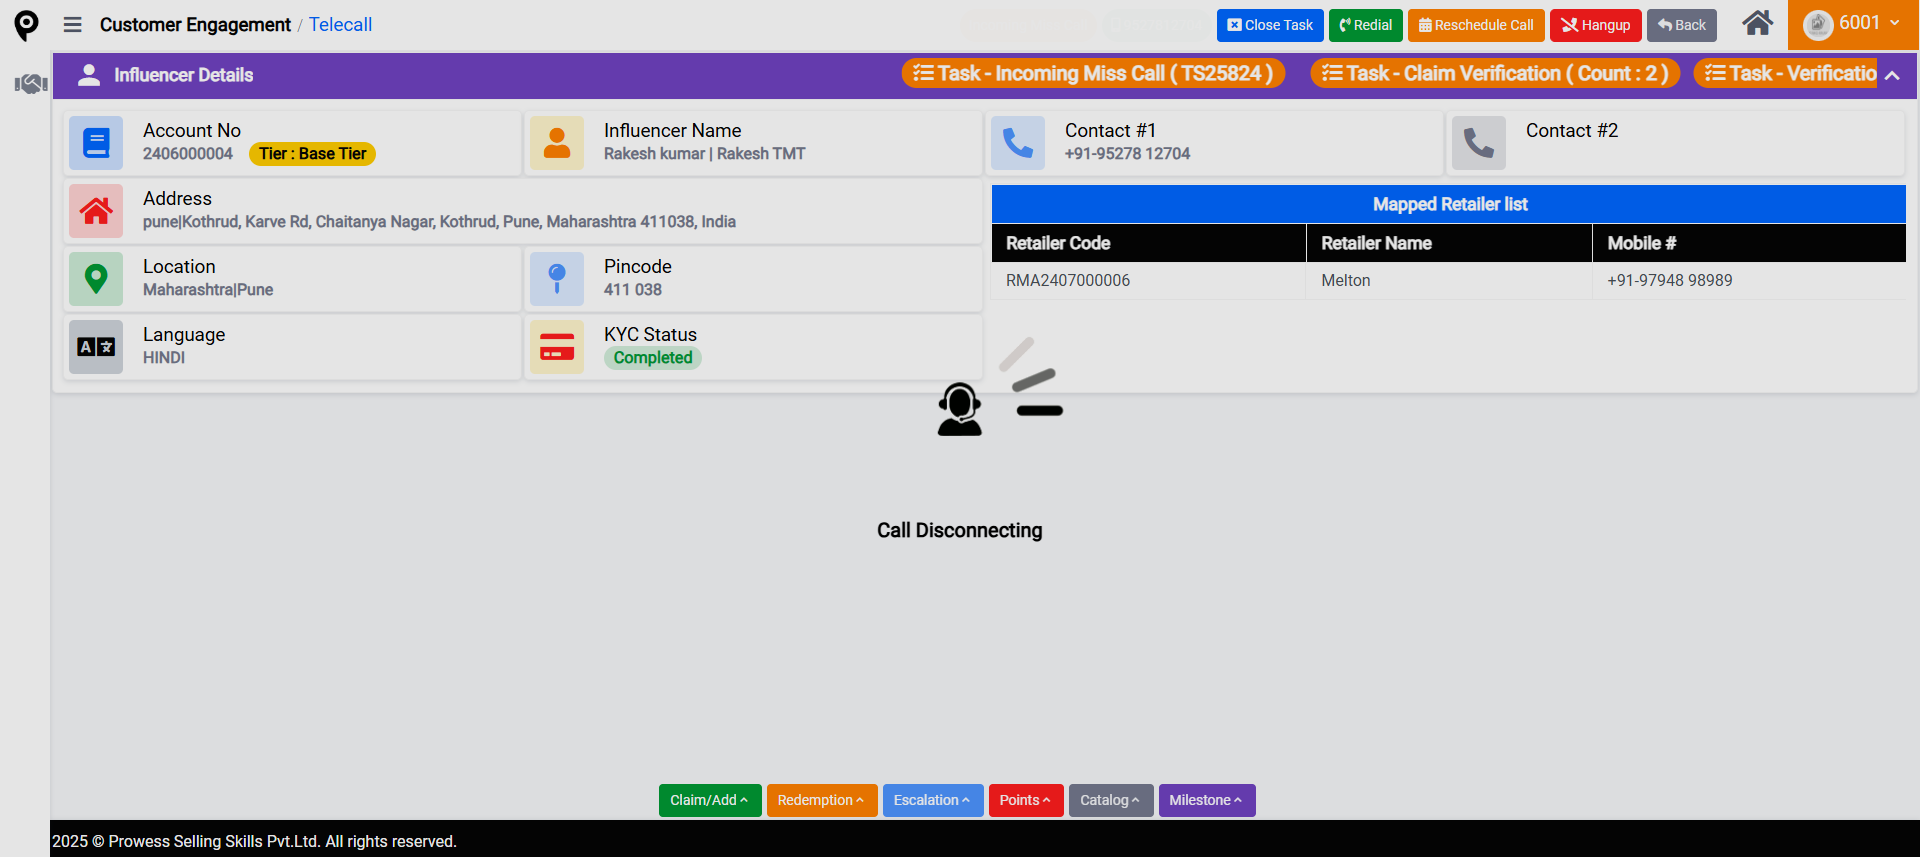 Customer Engagement / Telecall
Close Task
Redial
Reschedule Call
Hangup
Back
6001
Influencer Details
Task - Incoming Miss Call ( TS25824 )
Task - Claim Verification ( Count : 2 )
Task - Verificatio
Account No
2406000004 Tier : Base Tier
Influencer Name
Rakesh kumar | Rakesh TMT
Contact #1
+91-95278 12704
Contact #2
Address
pune|Kothrud, Karve Rd, Chaitanya Nagar, Kothrud, Pune, Maharashtra 411038, India
Mapped Retailer list
Retailer Code Retailer Name Mobile #
RMA2407000006 Melton +91-97948 98989
Location
Maharashtra|Pune
Pincode
411 038
Language
HINDI
KYC Status
Completed
Call Disconnecting
Claim/Add
Redemption
Escalation
Points
Catalog
Milestone
2025 © Prowess Selling Skills Pvt.Ltd. All rights reserved.